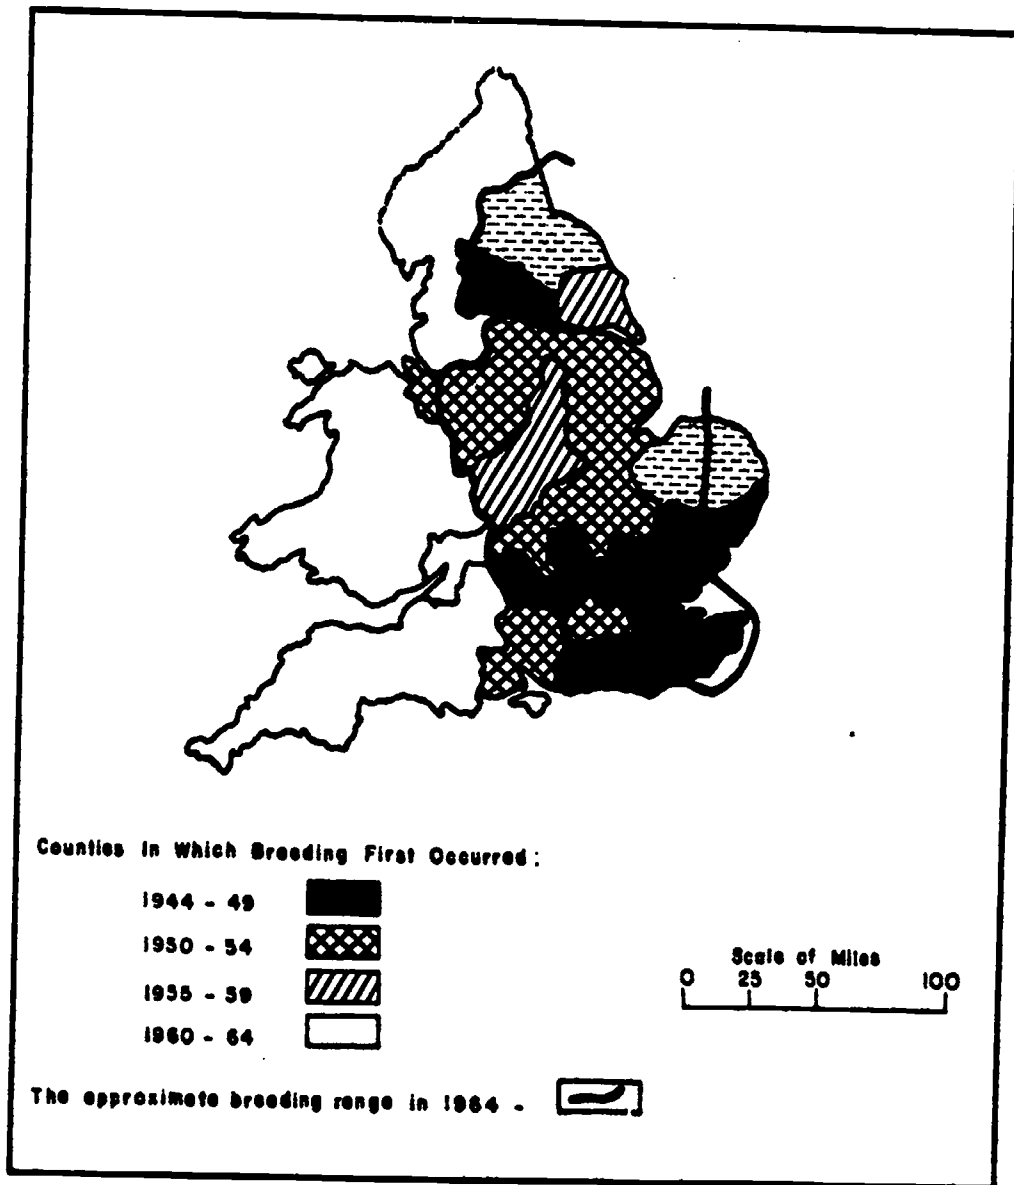 Counties In Which Breeding First Occurred :
1944 - 49
1950 - 54
1955 - 59
1960 - 64
Scale of Miles
0 25 50 100
The approximate breeding range in 1964 -